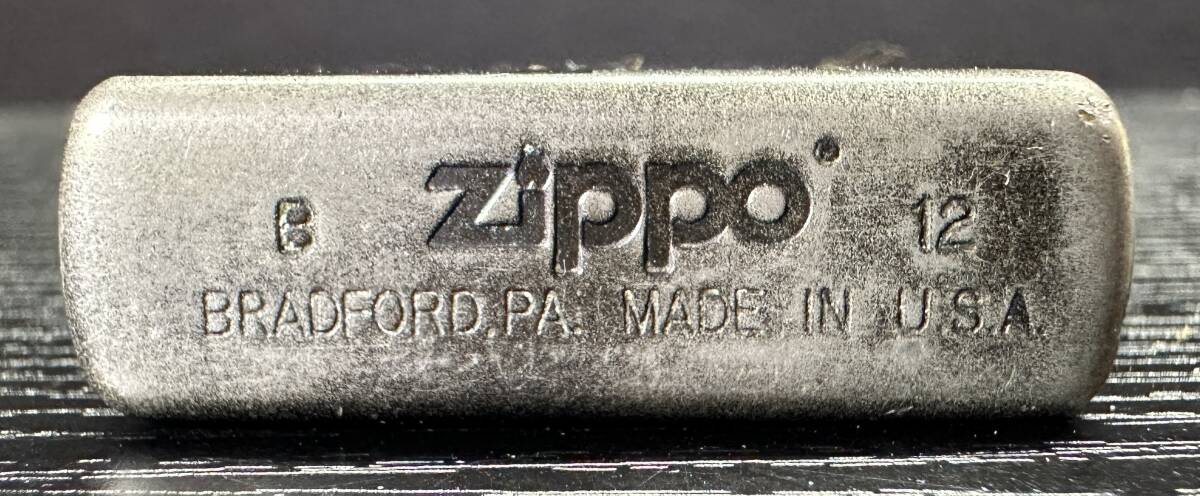 B Zippo® 12
BRADFORD,PA. MADE IN U.S.A.